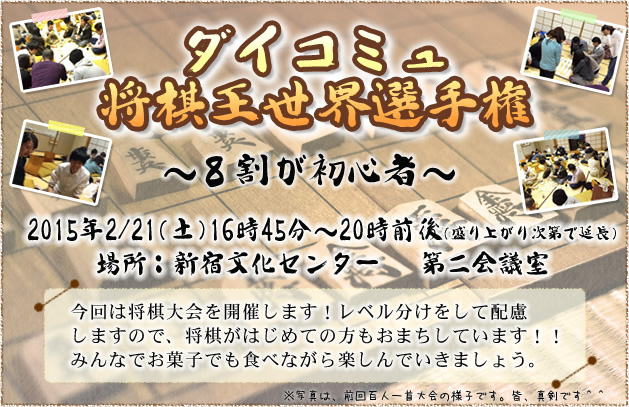 ダイコミュ
将棋王世界選手権
～８割が初心者～
2015年2/21(土)16時45分～20時前後(盛り上がり次第で延長)
場所：新宿文化センター　第二会議室
今回は将棋大会を開催します！レベル分けをして配慮
しますので、将棋がはじめての方もおまちしています！！
みんなでお菓子でも食べながら楽しんでいきましょう。
※写真は、前回百人一首大会の様子です。皆、真剣です＾＾